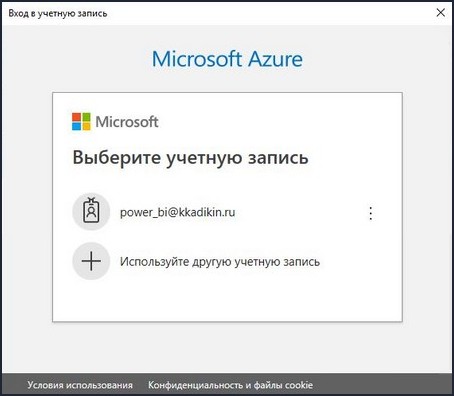 Вход в учетную запись
Microsoft Azure
Microsoft
Выберите учетную запись
power_bi@kkadikin.ru
Используйте другую учетную запись
Условия использования Конфиденциальность и файлы cookie